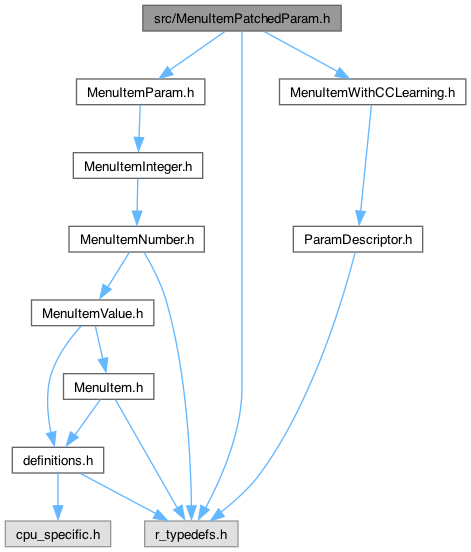 src/MenuItemPatchedParam.h
MenuItemParam.h
MenuItemWithCCLearning.h
MenuItemInteger.h
MenuItemNumber.h
ParamDescriptor.h
MenuItemValue.h
MenuItem.h
definitions.h
cpu_specific.h
r_typedefs.h